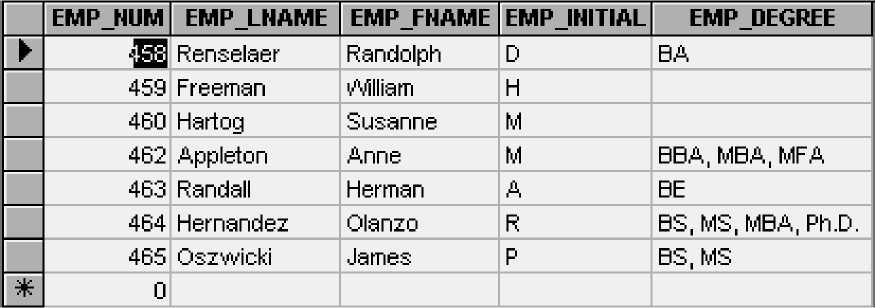 EMP_NUM EMP_LNAME EMP_FNAME EMP_INITIAL EMP_DEGREE
458 Renselaer Randolph D BA
459 Freeman William H
460 Hartog Susanne M
462 Appleton Anne M BBA, MBA, MFA
463 Randall Herman A BE
464 Hernandez Olanzo R BS, MS, MBA, Ph.D.
465 Oszwicki James P BS, MS
0